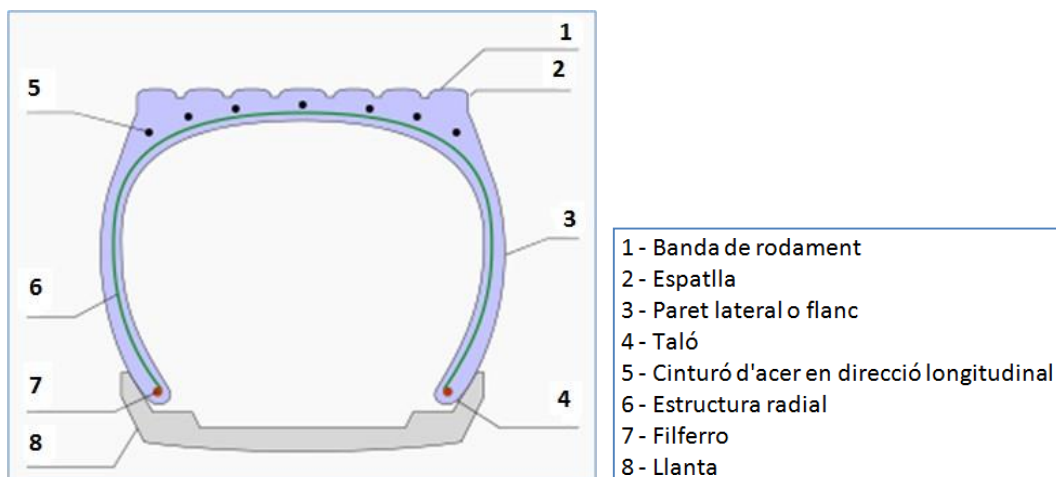 1
2
5
3
6
7
4
8
1 - Banda de rodament
2 - Espatlla
3 - Paret lateral o flanc
4 - Taló
5 - Cinturó d'acer en direcció longitudinal
6 - Estructura radial
7 - Filferro
8 - Llanta